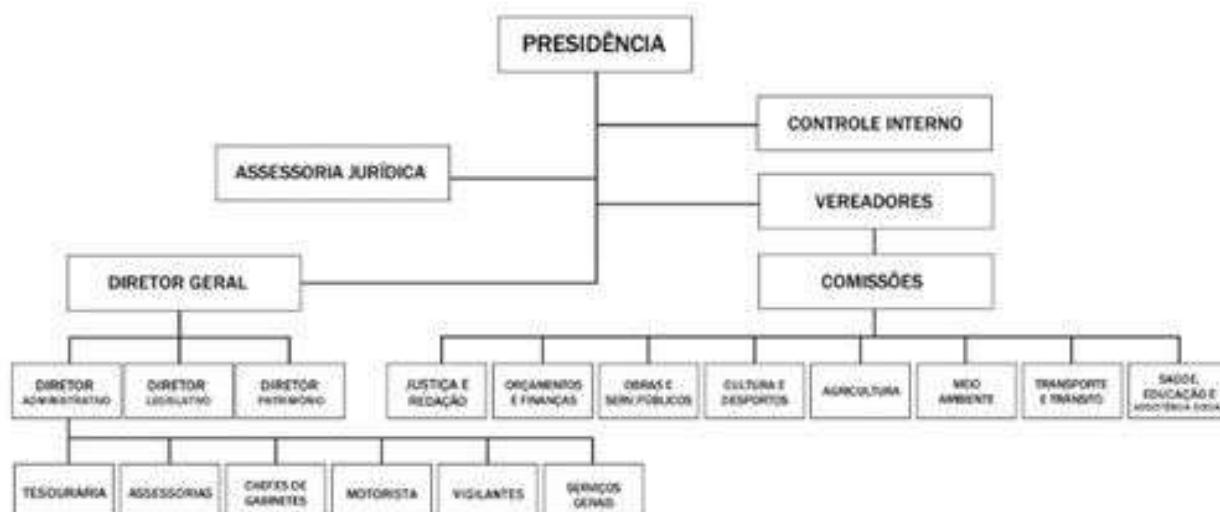 PRESIDÊNCIA
CONTROLE INTERNO
ASSESSORIA JURÍDICA
VEREADORES
DIRETOR GERAL
COMISSÕES
DIRETOR
ADMINISTRATIVO
DIRETOR
LEGISLATIVO
DIRETOR
PATRIMÔNIO
JUSTIÇA E
REDAÇÃO
ORÇAMENTOS
E FINANÇAS
OBRAS E
SERV. PÚBLICOS
CULTURA E
DESPORTOS
AGRICULTURA
MEIO
AMBIENTE
TRANSPORTE
E TRÂNSITO
SAÚDE,
EDUCAÇÃO E
ASSISTÊNCIA SOCIAL
TESOURARIA
ASSESSORIAS
CHEFES DE
GABINETES
MOTORISTA
VIGILANTES
SERVIÇOS
GERAIS